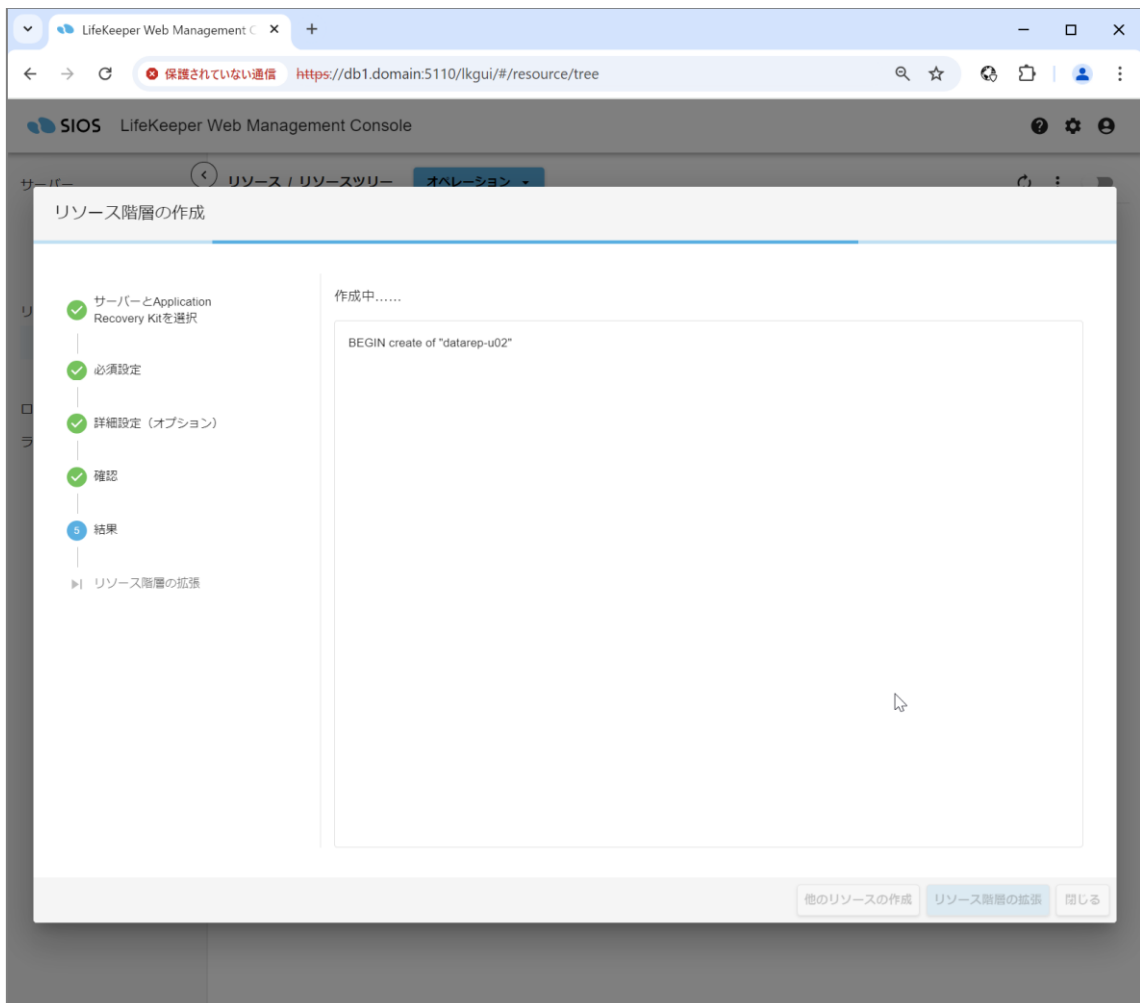 LifeKeeper Web Management C
保護されていない通信 https://db1.domain:5110/lkgui/#/resource/tree
SIOS LifeKeeper Web Management Console
サーバー
リソース / リソースツリー
オペレーション
リソース階層の作成
サーバーとApplication
Recovery Kitを選択
必須設定
詳細設定（オプション）
確認
5 結果
リソース階層の拡張
作成中……
BEGIN create of "datarep-u02"
リ
ロ
ラ
他のリソースの作成
リソース階層の拡張
閉じる